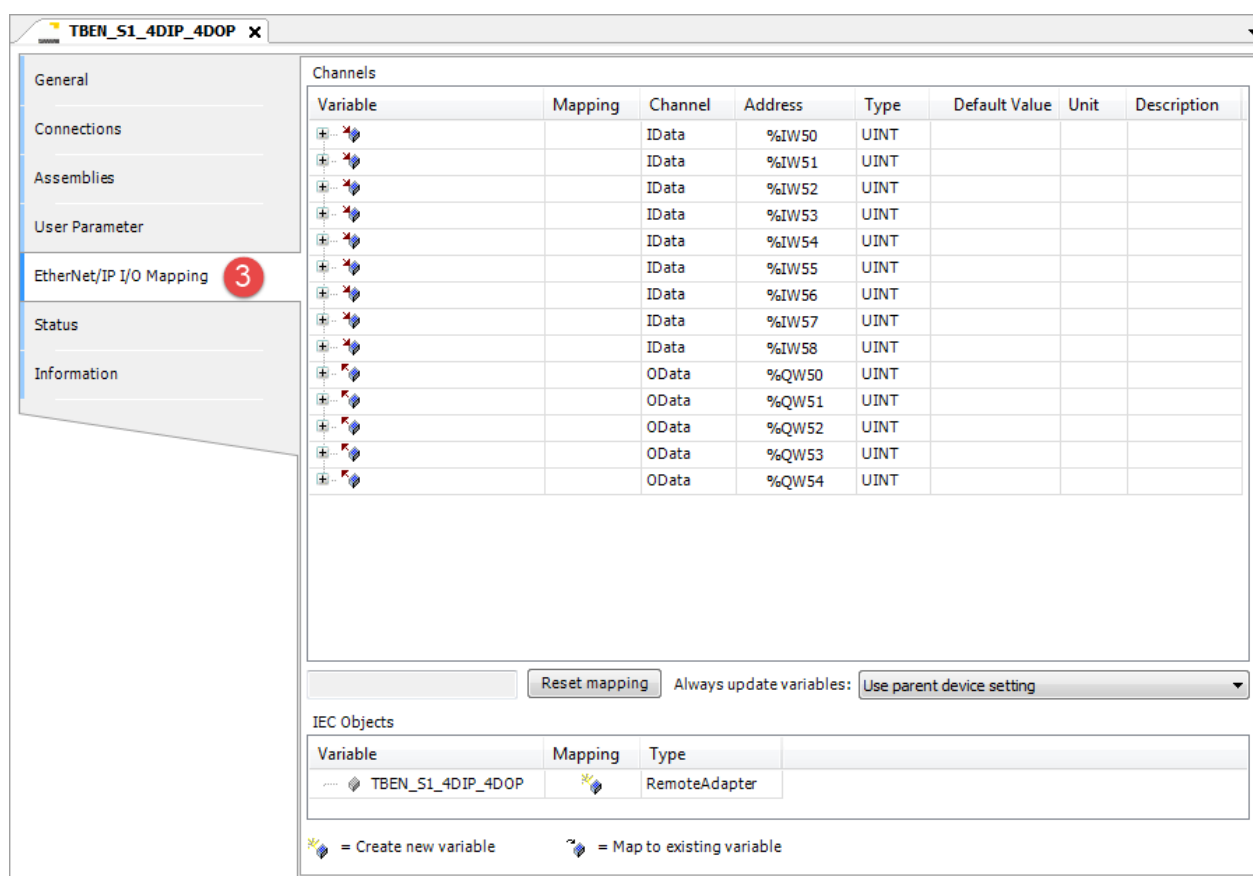 TBEN_S1_4DIP_4DOP X
General
Connections
Assemblies
User Parameter
EtherNet/IP I/O Mapping 3
Status
Information
Channels
Variable Mapping Channel Address Type Default Value Unit Description
IData %IW50 UINT
IData %IW51 UINT
IData %IW52 UINT
IData %IW53 UINT
IData %IW54 UINT
IData %IW55 UINT
IData %IW56 UINT
IData %IW57 UINT
IData %IW58 UINT
OData %QW50 UINT
OData %QW51 UINT
OData %QW52 UINT
OData %QW53 UINT
OData %QW54 UINT
Reset mapping Always update variables: Use parent device setting
IEC Objects
Variable Mapping Type
TBEN_S1_4DIP_4DOP RemoteAdapter
= Create new variable = Map to existing variable